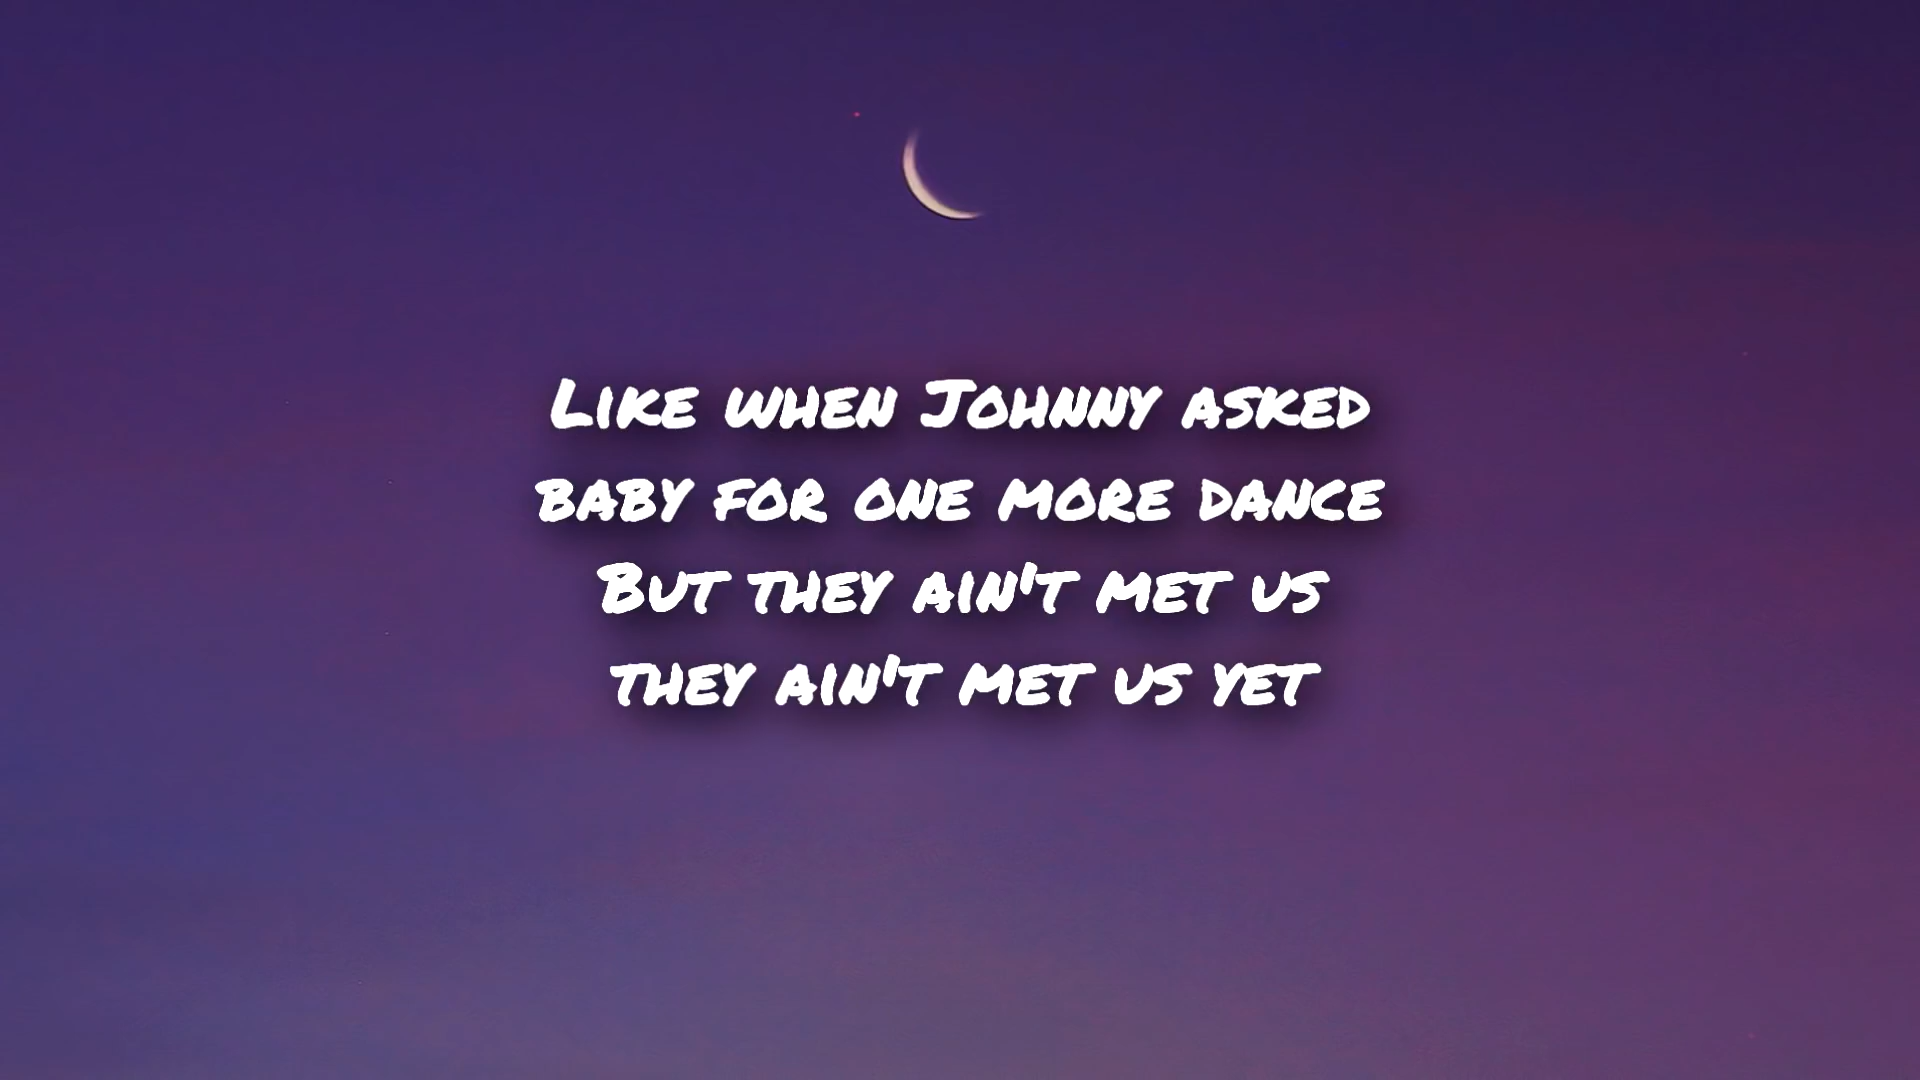 Like when Johnny asked
baby for one more dance
But they ain't met us
they ain't met us yet